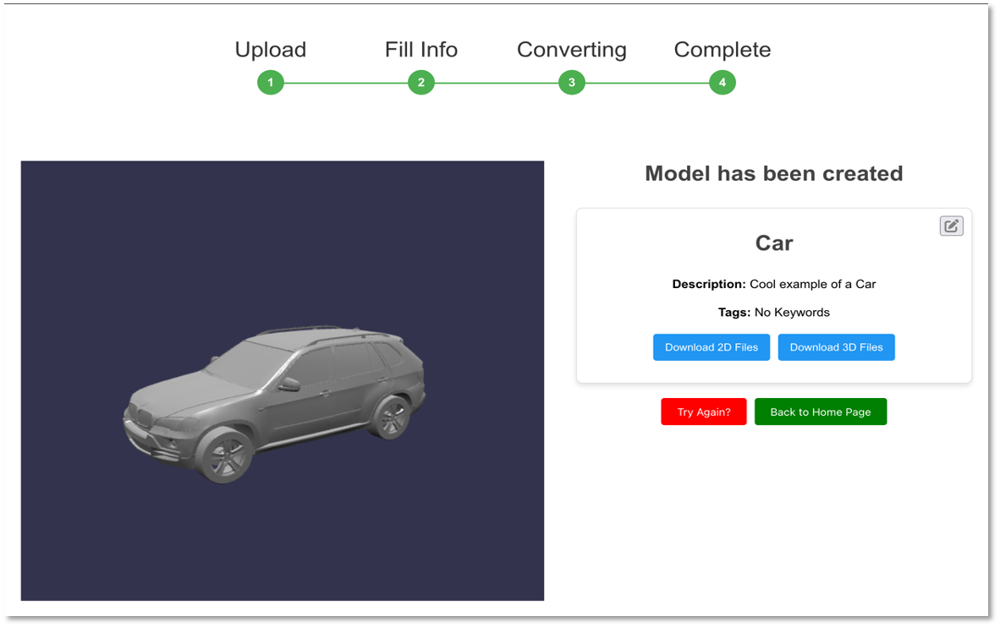 Upload Fill Info Converting Complete
1 2 3 4
Model has been created
Car
Description: Cool example of a Car
Tags: No Keywords
Download 2D Files Download 3D Files
Try Again? Back to Home Page